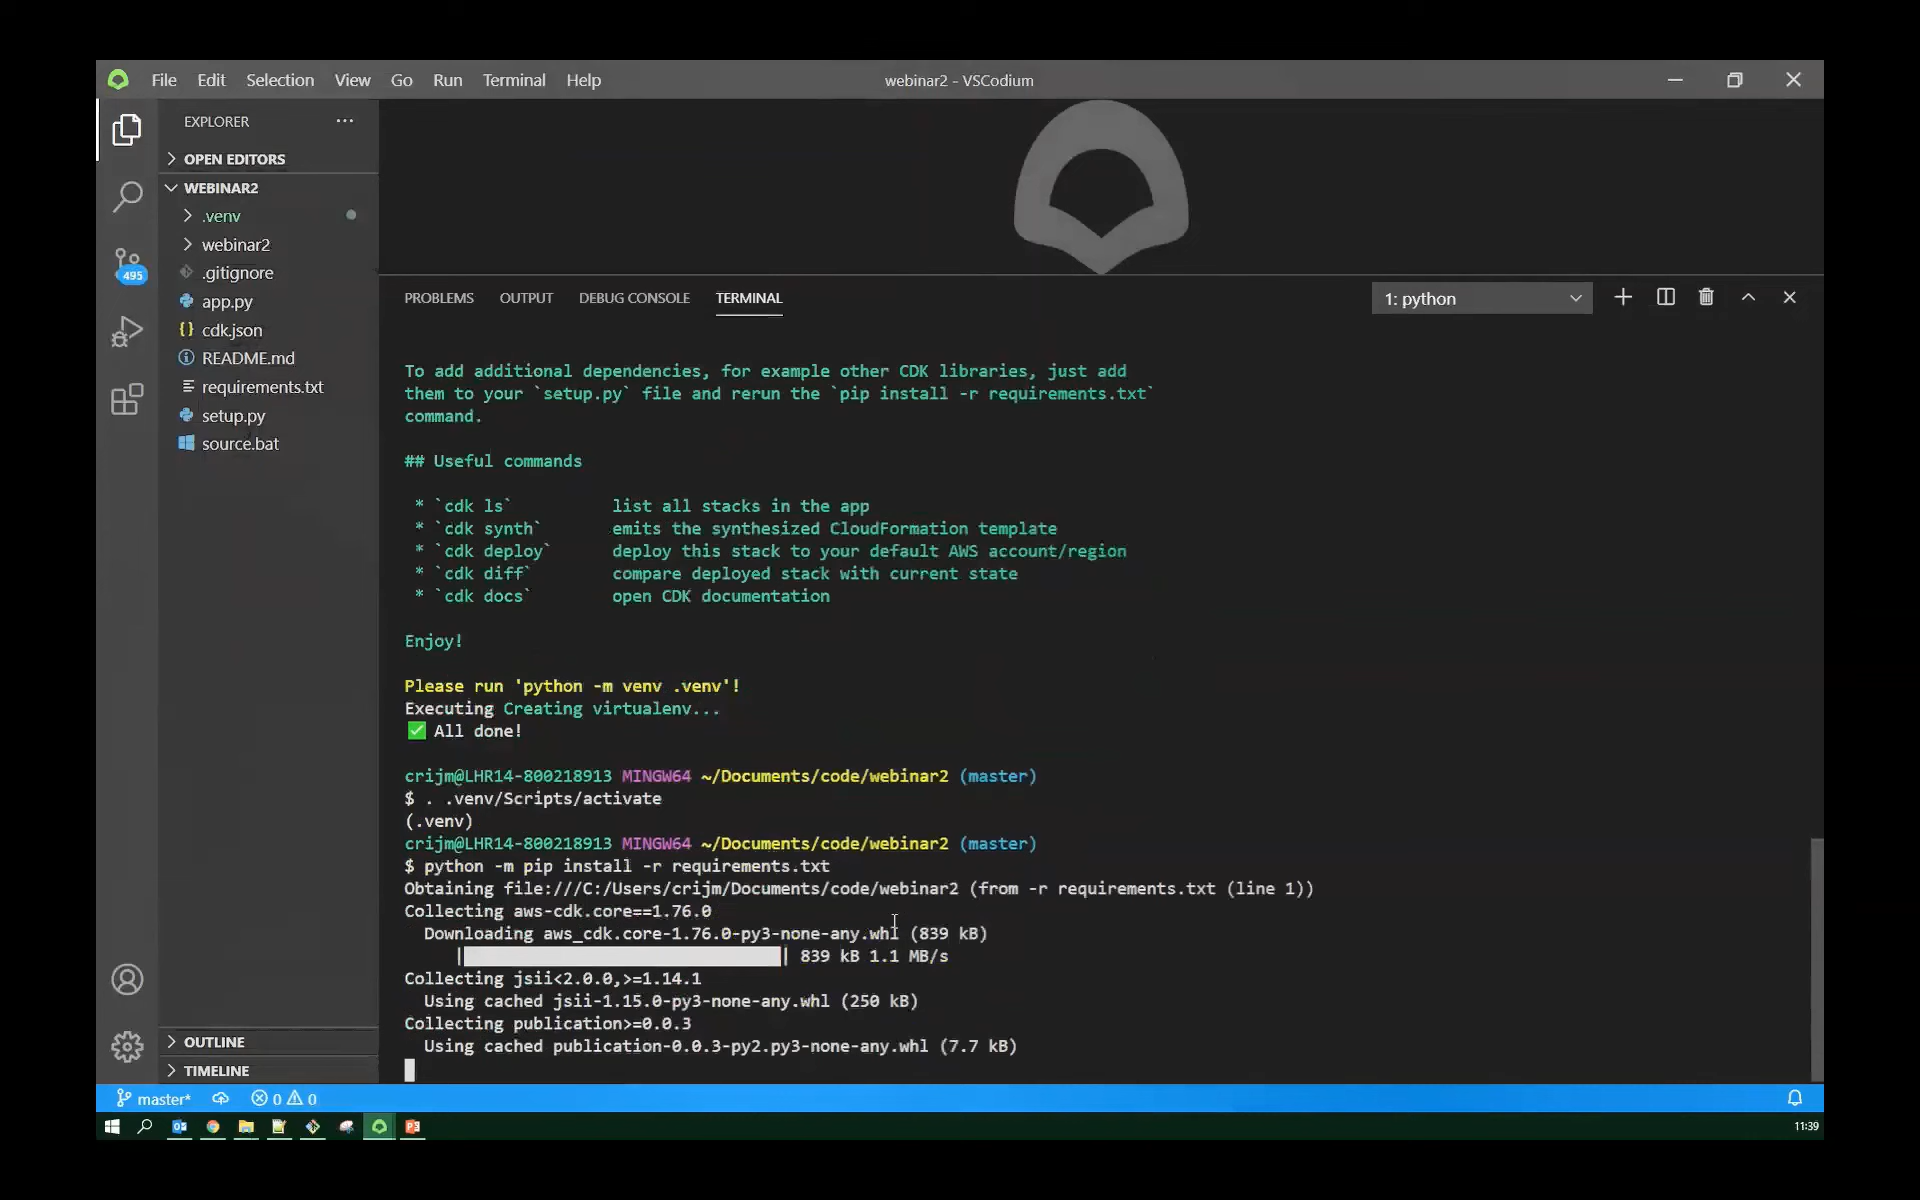 File Edit Selection View Go Run Terminal Help webinar2 - VSCodium
EXPLORER ···
OPEN EDITORS
WEBINAR2
.venv
webinar2
.gitignore
app.py
cdk.json
README.md
requirements.txt
setup.py
source.bat
495
OUTLINE
TIMELINE
PROBLEMS OUTPUT DEBUG CONSOLE TERMINAL 1: python
To add additional dependencies, for example other CDK libraries, just add
them to your `setup.py` file and rerun the `pip install -r requirements.txt`
command.
## Useful commands
* `cdk ls` list all stacks in the app
* `cdk synth` emits the synthesized CloudFormation template
* `cdk deploy` deploy this stack to your default AWS account/region
* `cdk diff` compare deployed stack with current state
* `cdk docs` open CDK documentation
Enjoy!
Please run 'python -m venv .venv'!
Executing Creating virtualenv...
✅ All done!
crijm@LHR14-800218913 MINGW64 ~/Documents/code/webinar2 (master)
$ . .venv/Scripts/activate
(.venv)
crijm@LHR14-800218913 MINGW64 ~/Documents/code/webinar2 (master)
$ python -m pip install -r requirements.txt
Obtaining file:///C:/Users/crijm/Documents/code/webinar2 (from -r requirements.txt (line 1))
Collecting aws-cdk.core==1.76.0
Downloading aws_cdk.core-1.76.0-py3-none-any.whl (839 kB)
| | 839 kB 1.1 MB/s
Collecting jsii<2.0.0,>=1.14.1
Using cached jsii-1.15.0-py3-none-any.whl (250 kB)
Collecting publication>=0.0.3
Using cached publication-0.0.3-py2.py3-none-any.whl (7.7 kB)
master* 0 0
11:39